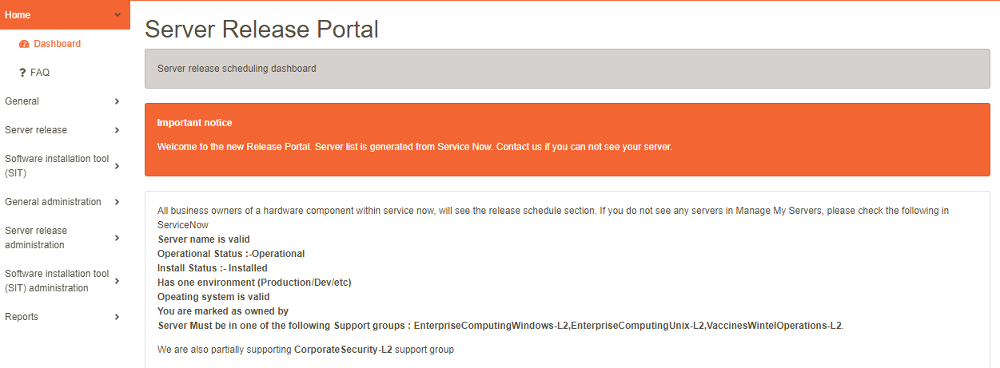 Home
Dashboard
? FAQ
General
Server release
Software installation tool
(SIT)
General administration
Server release
administration
Software installation tool
(SIT) administration
Reports
Server Release Portal
Server release scheduling dashboard
Important notice
Welcome to the new Release Portal. Server list is generated from Service Now. Contact us if you can not see your server.
All business owners of a hardware component within service now, will see the release schedule section. If you do not see any servers in Manage My Servers, please check the following in
ServiceNow
Server name is valid
Operational Status :-Operational
Install Status :- Installed
Has one environment (Production/Dev/etc)
Opeating system is valid
You are marked as owned by
Server Must be in one of the following Support groups : EnterpriseComputingWindows-L2,EnterpriseComputingUnix-L2,VaccinesWintelOperations-L2.
We are also partially supporting CorporateSecurity-L2 support group